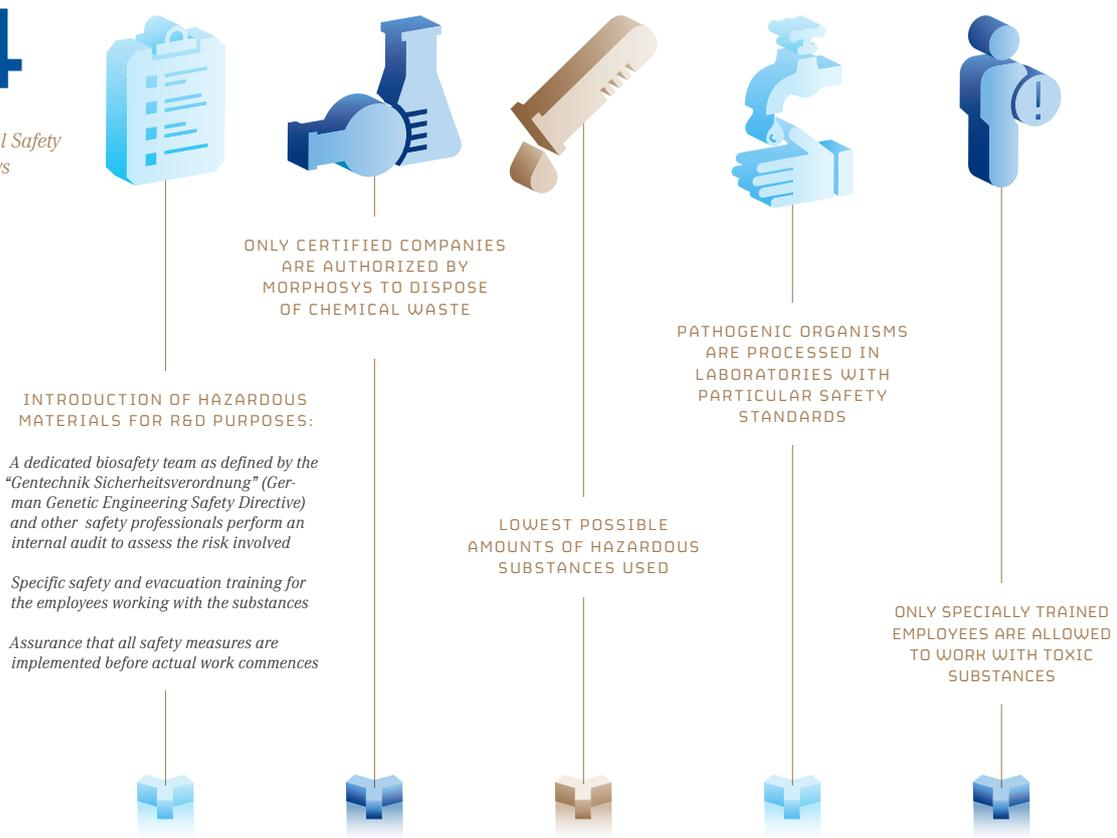 4
l Safety
s
ONLY CERTIFIED COMPANIES
ARE AUTHORIZED BY
MORPHOSYS TO DISPOSE
OF CHEMICAL WASTE
PATHOGENIC ORGANISMS
ARE PROCESSED IN
LABORATORIES WITH
PARTICULAR SAFETY
STANDARDS
INTRODUCTION OF HAZARDOUS
MATERIALS FOR R&D PURPOSES:
A dedicated biosafety team as defined by the
“Gentechnik Sicherheitsverordnung” (Ger-
man Genetic Engineering Safety Directive)
and other safety professionals perform an
internal audit to assess the risk involved
Specific safety and evacuation training for
the employees working with the substances
Assurance that all safety measures are
implemented before actual work commences
LOWEST POSSIBLE
AMOUNTS OF HAZARDOUS
SUBSTANCES USED
ONLY SPECIALLY TRAINED
EMPLOYEES ARE ALLOWED
TO WORK WITH TOXIC
SUBSTANCES